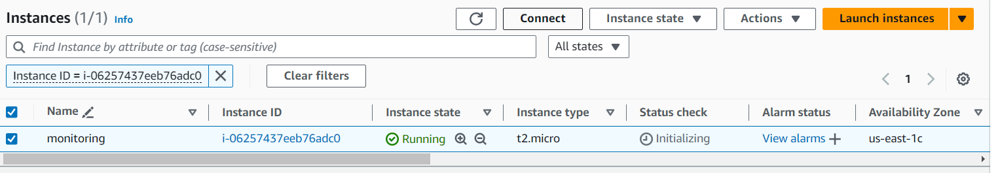 Instances (1/1) Info Connect Instance state Actions Launch instances
Find Instance by attribute or tag (case-sensitive) All states
Instance ID = i-06257437eeb76adc0 Clear filters 1
Name Instance ID Instance state Instance type Status check Alarm status Availability Zone
monitoring i-06257437eeb76adc0 Running t2.micro Initializing View alarms + us-east-1c